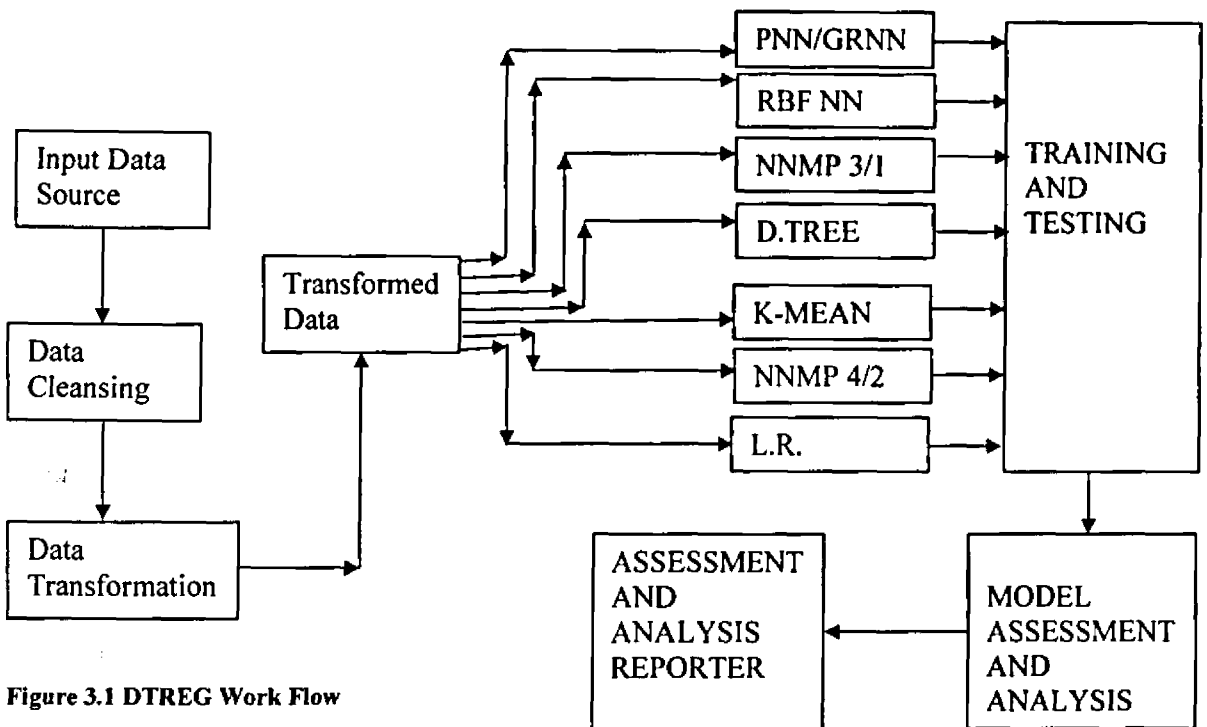 Input Data
Source
Data
Cleansing
Data
Transformation
Transformed
Data
PNN/GRNN
RBF NN
NNMP 3/1
D.TREE
K-MEAN
NNMP 4/2
L.R.
TRAINING
AND
TESTING
MODEL
ASSESSMENT
AND
ANALYSIS
ASSESSMENT
AND
ANALYSIS
REPORTER
Figure 3.1 DTREG Work Flow